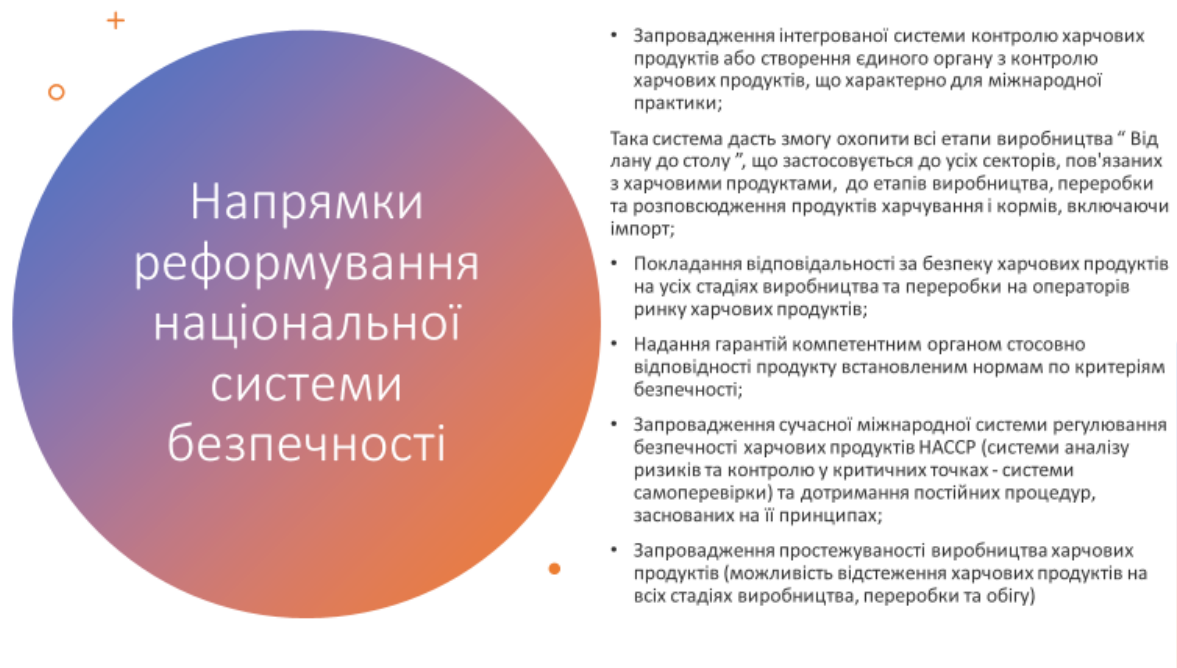 Напрямки
реформування
національної
системи
безпечності
• Запровадження інтегрованої системи контролю харчових
продуктів або створення єдиного органу з контролю
харчових продуктів, що характерно для міжнародної
практики;
Така система дасть змогу охопити всі етапи виробництва “ Від
лану до столу ”, що застосовується до усіх секторів, пов'язаних
з харчовими продуктами, до етапів виробництва, переробки
та розповсюдження продуктів харчування і кормів, включаючи
імпорт;
• Покладання відповідальності за безпеку харчових продуктів
на усіх стадіях виробництва та переробки на операторів
ринку харчових продуктів;
• Надання гарантій компетентним органом стосовно
відповідності продукту встановленим нормам по критеріям
безпечності;
• Запровадження сучасної міжнародної системи регулювання
безпечності харчових продуктів НАССР (системи аналізу
ризиків та контролю у критичних точках - системи
самоперевірки) та дотримання постійних процедур,
заснованих на її принципах;
• Запровадження простежуваності виробництва харчових
продуктів (можливість відстеження харчових продуктів на
всіх стадіях виробництва, переробки та обігу)